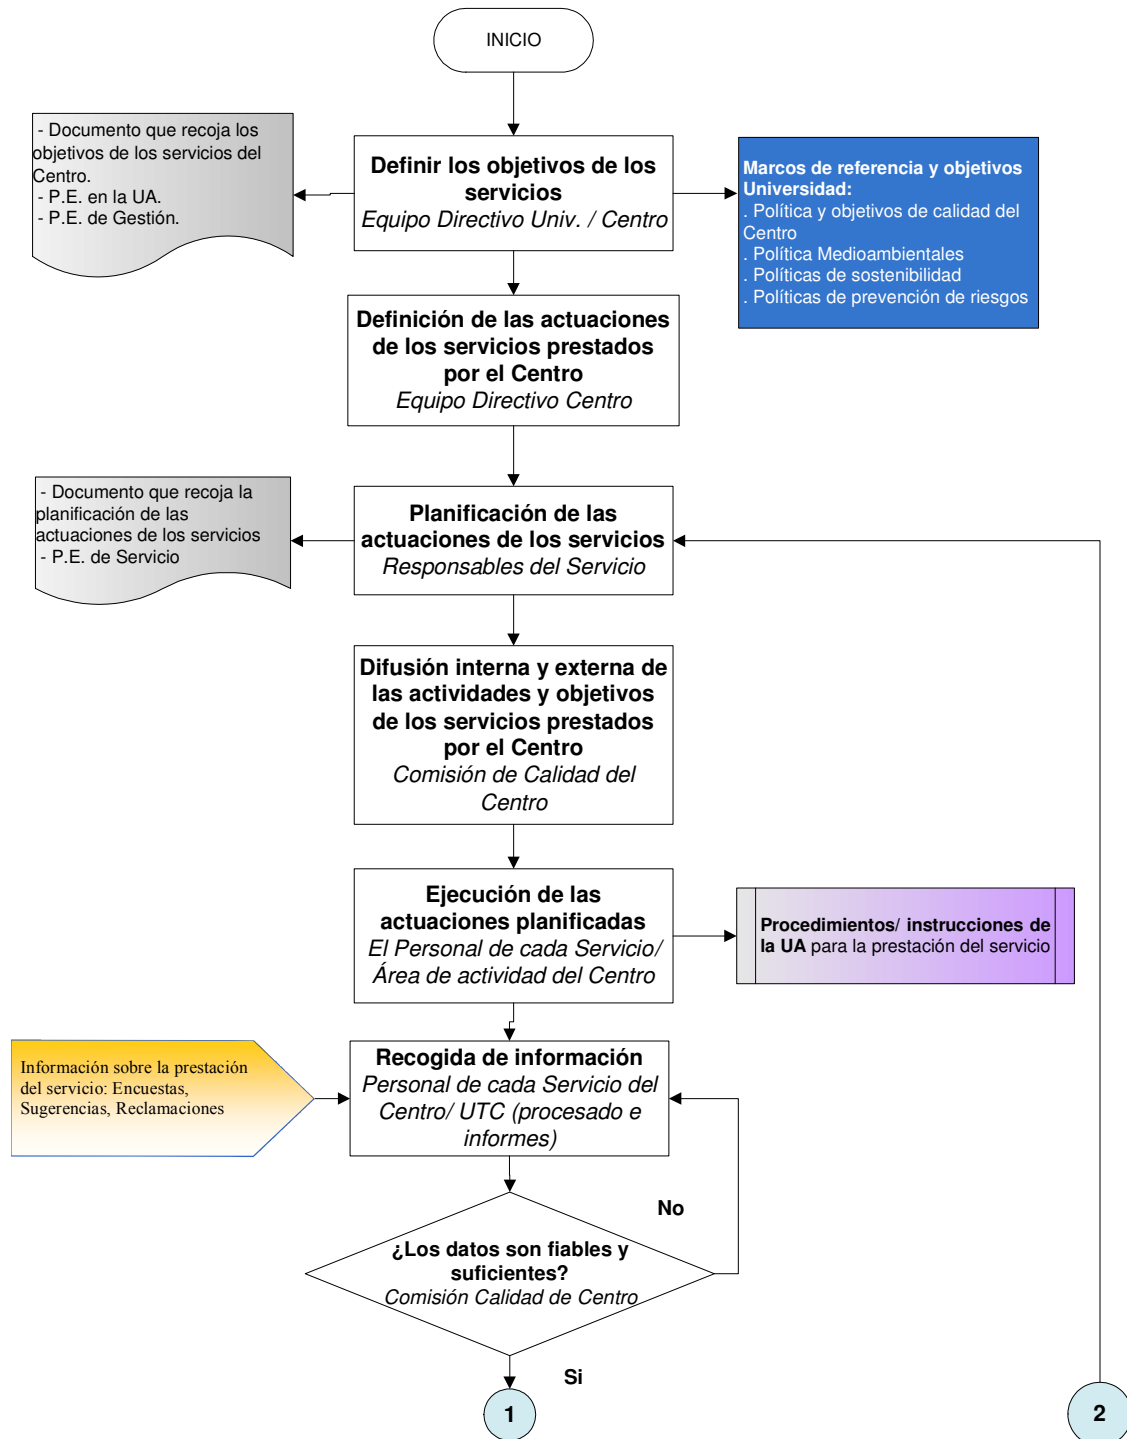 INICIO
- Documento que recoja los
objetivos de los servicios del
Centro.
- P.E. en la UA.
- P.E. de Gestión.
Definir los objetivos de los
servicios
Equipo Directivo Univ. / Centro
Marcos de referencia y objetivos
Universidad:
. Política y objetivos de calidad del
Centro
. Política Medioambientales
. Políticas de sostenibilidad
. Políticas de prevención de riesgos
Definición de las actuaciones
de los servicios prestados
por el Centro
Equipo Directivo Centro
- Documento que recoja la
planificación de las
actuaciones de los servicios
- P.E. de Servicio
Planificación de las
actuaciones de los servicios
Responsables del Servicio
Difusión interna y externa de
las actividades y objetivos
de los servicios prestados
por el Centro
Comisión de Calidad del
Centro
Ejecución de las
actuaciones planificadas
El Personal de cada Servicio/
Área de actividad del Centro
Procedimientos/ instrucciones de
la UA para la prestación del servicio
Información sobre la prestación
del servicio: Encuestas,
Sugerencias, Reclamaciones
Recogida de información
Personal de cada Servicio del
Centro/ UTC (procesado e
informes)
No
¿Los datos son fiables y
suficientes?
Comisión Calidad de Centro
Si
1
2